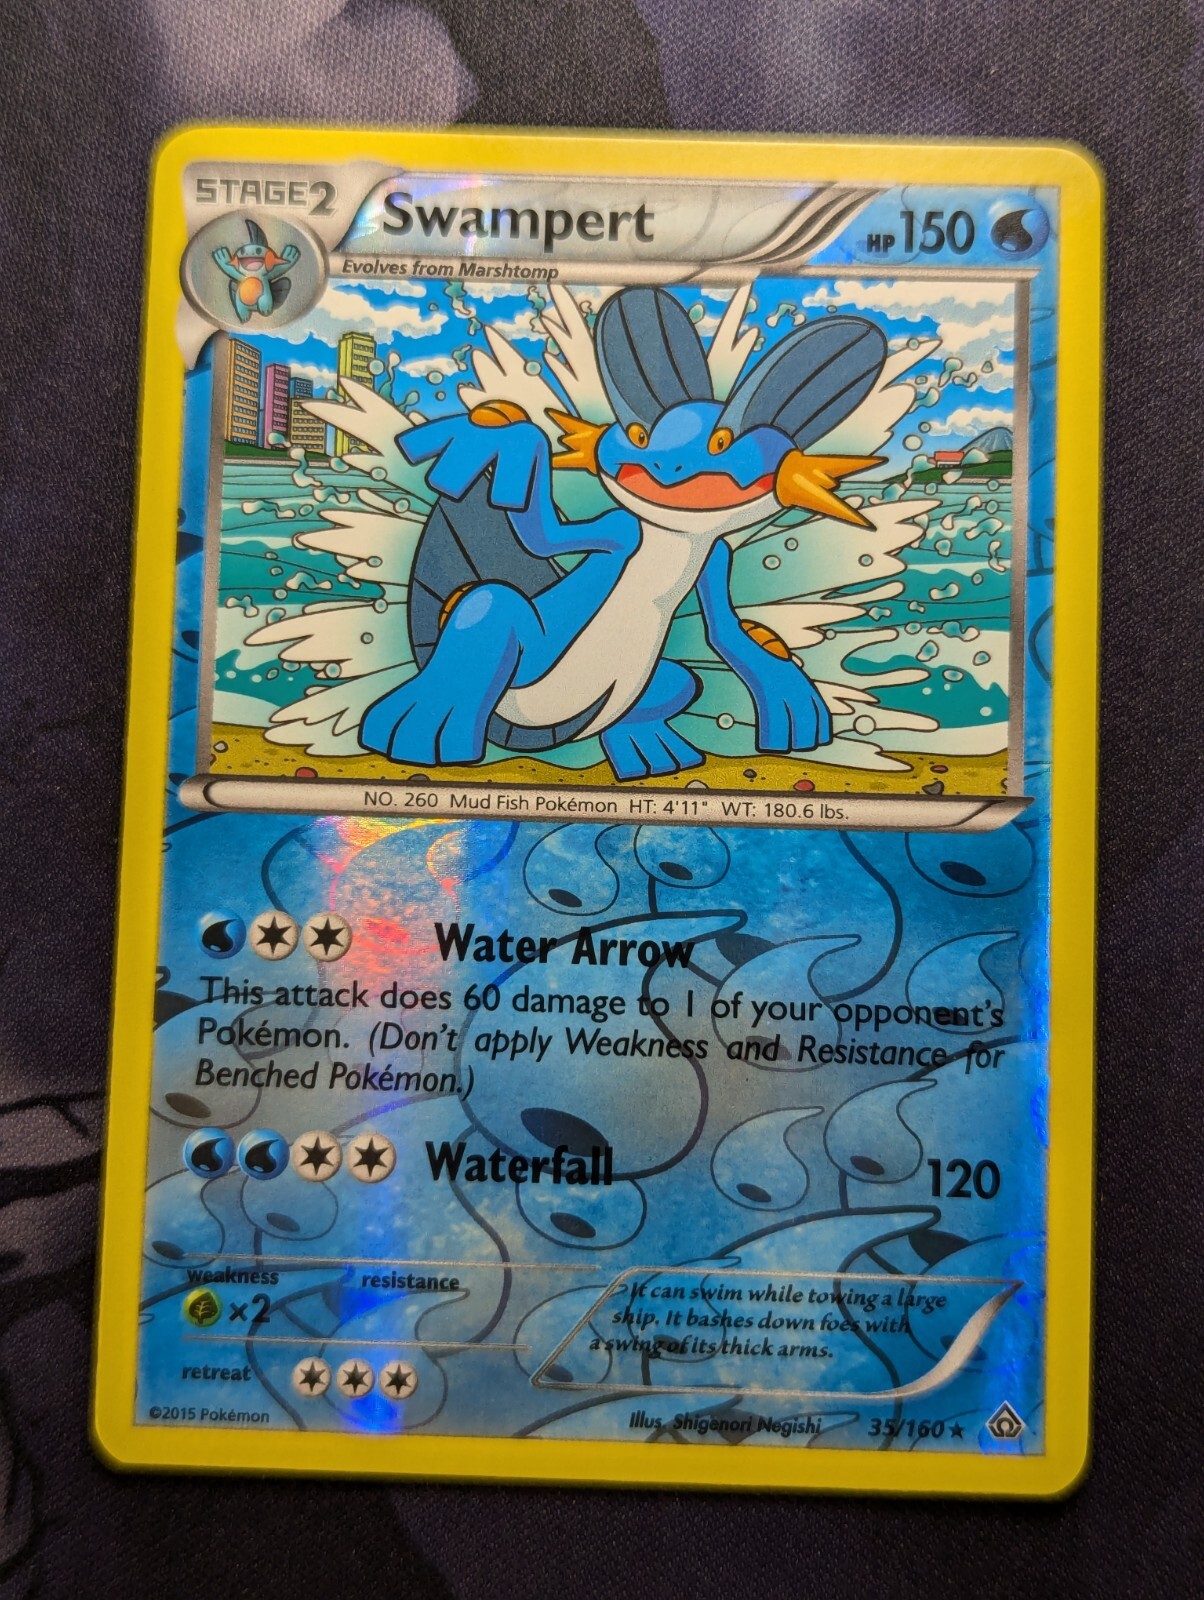 STAGE2
Swampert
HP150
Evolves from Marshtomp
NO. 260 Mud Fish Pokémon HT: 4'11" WT: 180.6 lbs.
Water Arrow
This attack does 60 damage to 1 of your opponent's
Pokémon. (Don't apply Weakness and Resistance for
Benched Pokémon.)
Waterfall 120
weakness resistance
×2
It can swim while towing a large
ship. It bashes down foes with
a swing of its thick arms.
retreat
©2015 Pokémon Illus. Shigenori Negishi 35/160★